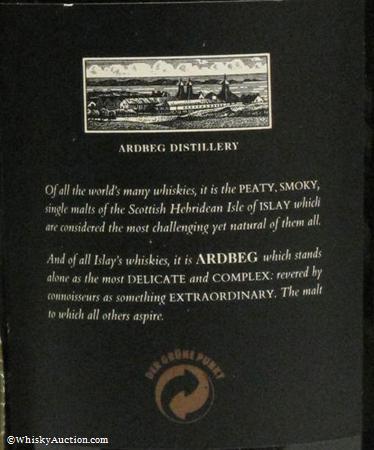 ARDBEG DISTILLERY
Of all the world's many whiskies, it is the PEATY, SMOKY,
single malts of the Scottish Hebridean Isle of ISLAY which
are considered the most challenging yet natural of them all.
And of all Islay's whiskies, it is ARDBEG which stands
alone as the most DELICATE and COMPLEX: revered by
connoisseurs as something EXTRAORDINARY. The malt
to which all others aspire.
DER GRÜNE PUNKT
©WhiskyAuction.com